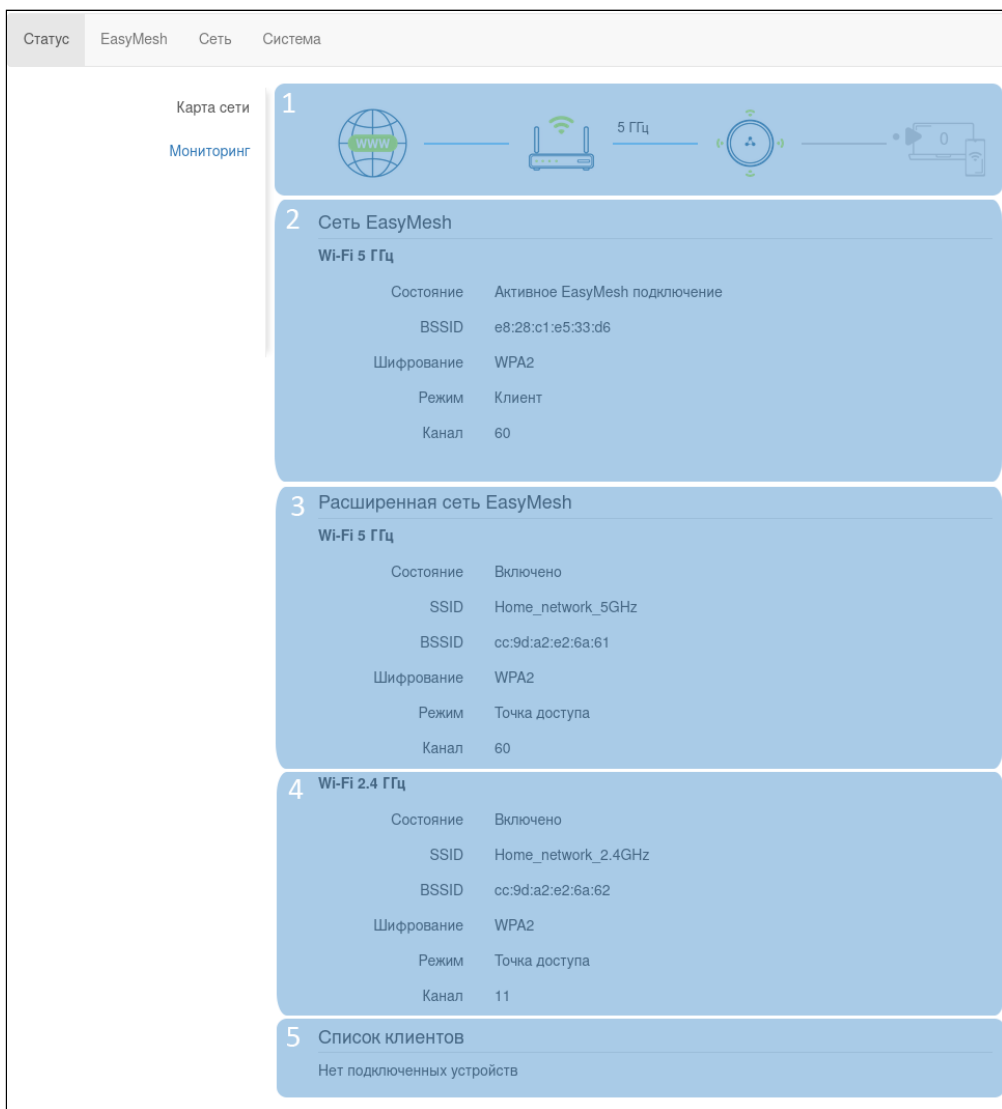 Статус EasyMesh Сеть Система
Карта сети
Мониторинг
1
WWW
5 ГГц
0
2 Сеть EasyMesh
Wi-Fi 5 ГГц
Состояние Активное EasyMesh подключение
BSSID e8:28:c1:e5:33:d6
Шифрование WPA2
Режим Клиент
Канал 60
3 Расширенная сеть EasyMesh
Wi-Fi 5 ГГц
Состояние Включено
SSID Home_network_5GHz
BSSID cc:9d:a2:e2:6a:61
Шифрование WPA2
Режим Точка доступа
Канал 60
4 Wi-Fi 2.4 ГГц
Состояние Включено
SSID Home_network_2.4GHz
BSSID cc:9d:a2:e2:6a:62
Шифрование WPA2
Режим Точка доступа
Канал 11
5 Список клиентов
Нет подключенных устройств